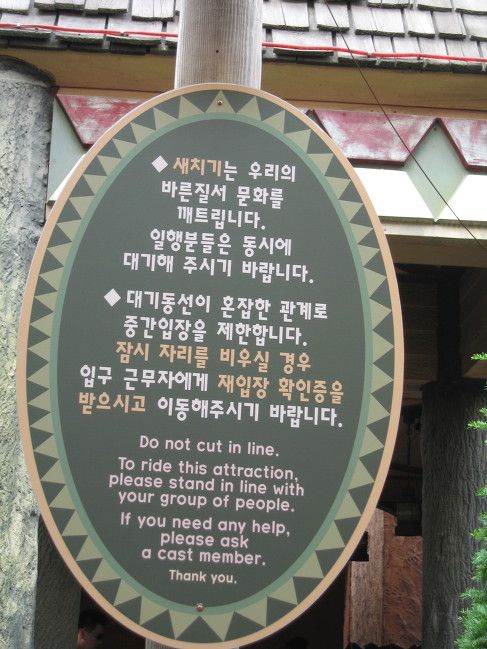 ◆ 새치기는 우리의
바른질서 문화를
깨트립니다.
일행분들은 동시에
대기해 주시기 바랍니다.
◆ 대기동선이 혼잡한 관계로
중간입장을 제한합니다.
잠시 자리를 비우실 경우
입구 근무자에게 재입장 확인증을
받으시고 이동해주시기 바랍니다.
Do not cut in line.
To ride this attraction,
please stand in line with
your group of people.
If you need any help,
please ask
a cast member.
Thank you.